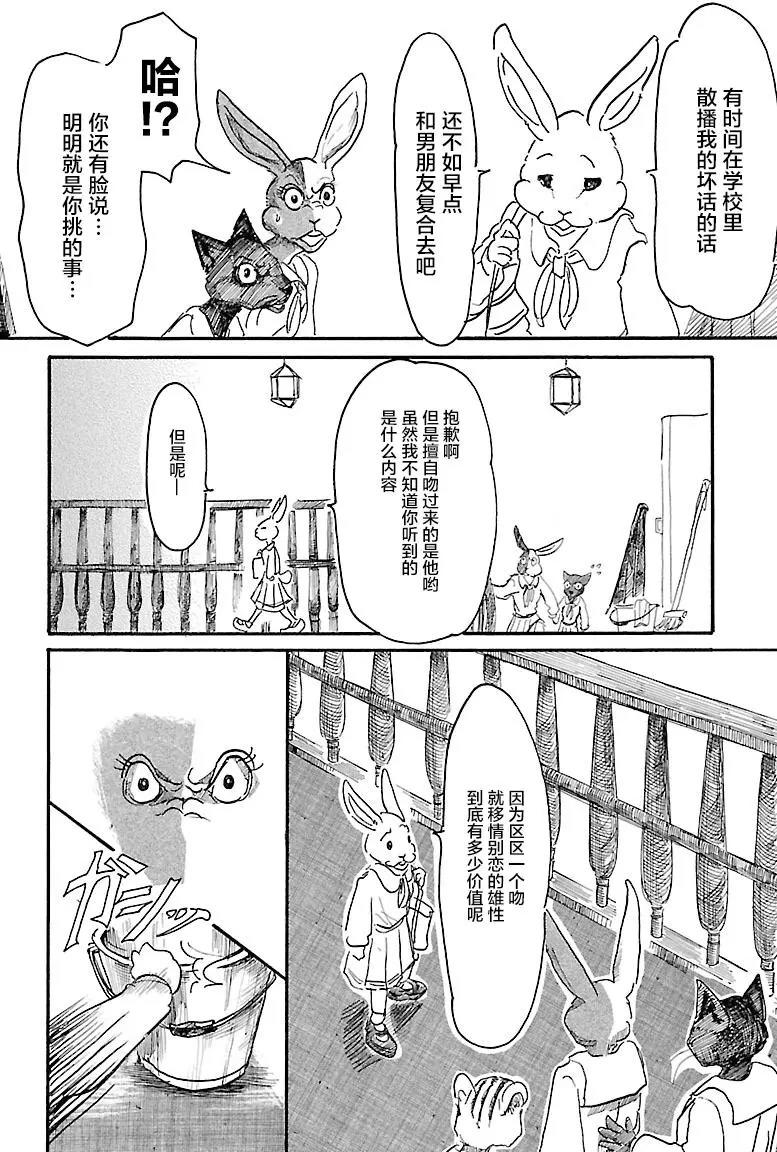 有时间在学校里
散播我的坏话的话
还不如早点
和男朋友复合去吧
哈!?
你还有脸说…
明明就是你挑的事…
抱歉啊
但是擅自吻过来的是他哟
虽然我不知道你听到的
是什么内容
但是呢—
因为区区一个吻
就移情别恋的雄性
到底有多少价值呢
ガシッ